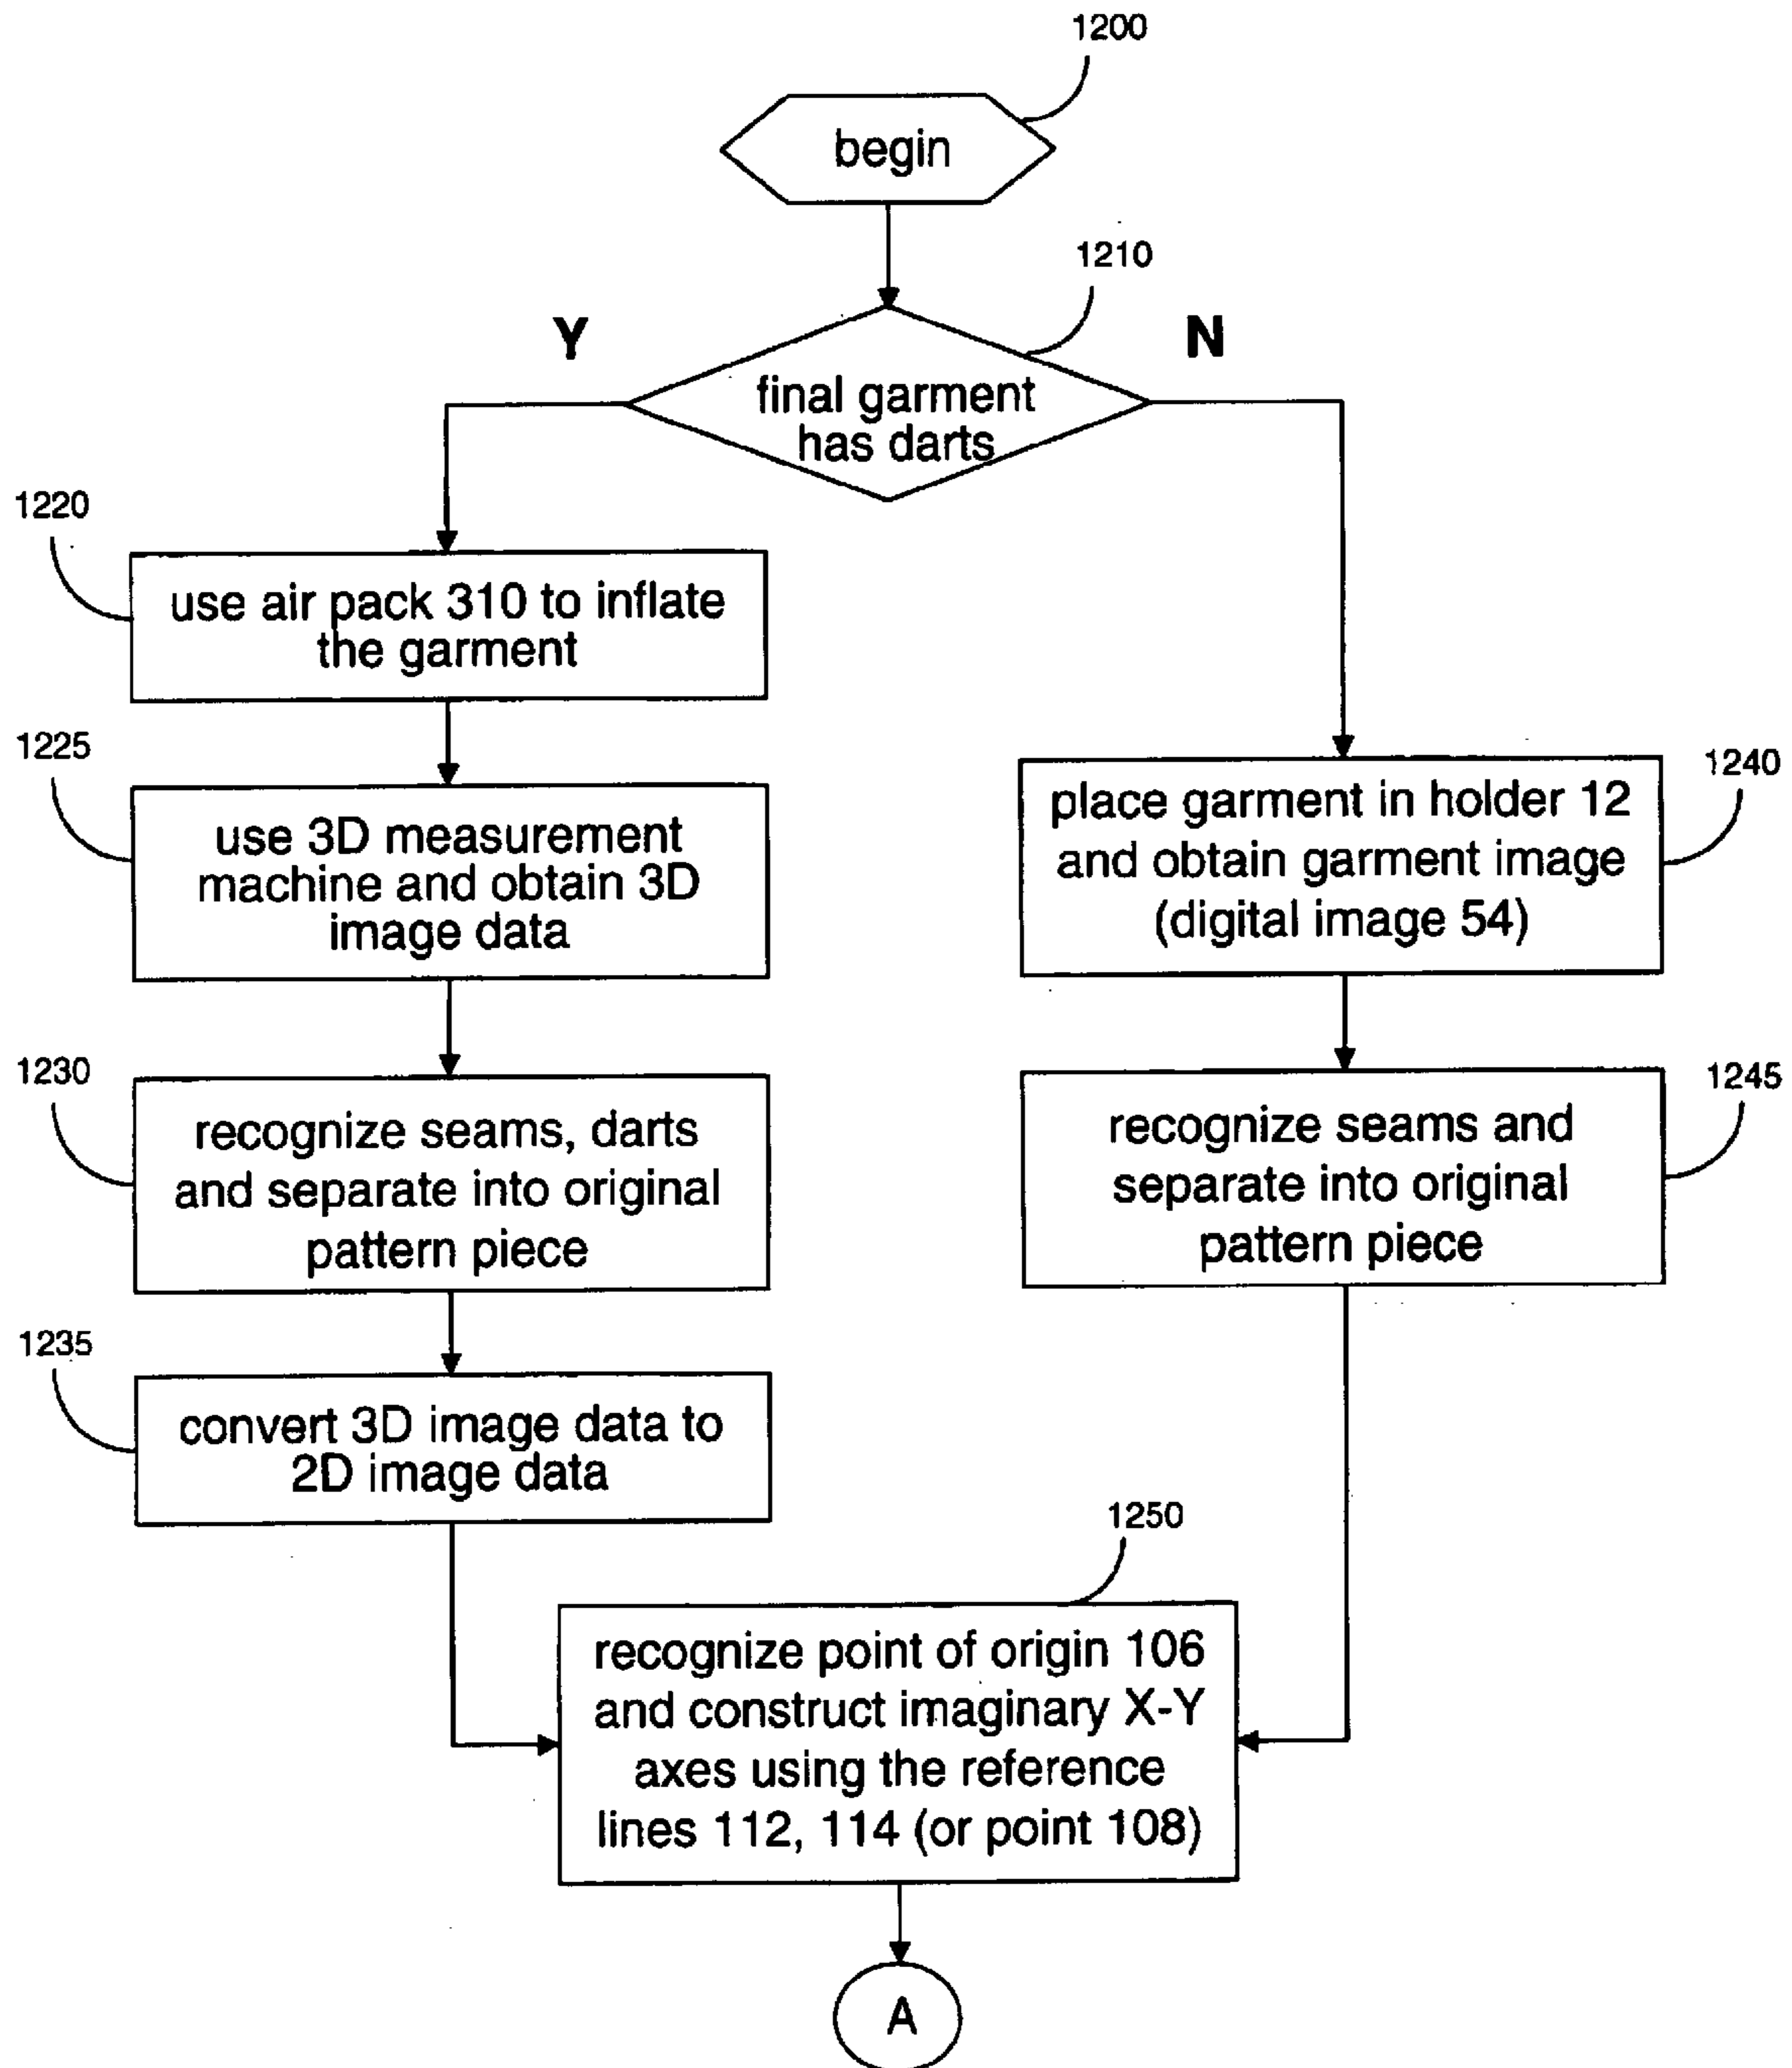 1200
begin
1210
Y
N
final garment
has darts
1220
use air pack 310 to inflate
the garment
1225
use 3D measurement
machine and obtain 3D
image data
1240
place garment in holder 12
and obtain garment image
(digital image 54)
1230
recognize seams, darts
and separate into original
pattern piece
1245
recognize seams and
separate into original
pattern piece
1235
convert 3D image data to
2D image data
1250
recognize point of origin 106
and construct imaginary X-Y
axes using the reference
lines 112, 114 (or point 108)
A